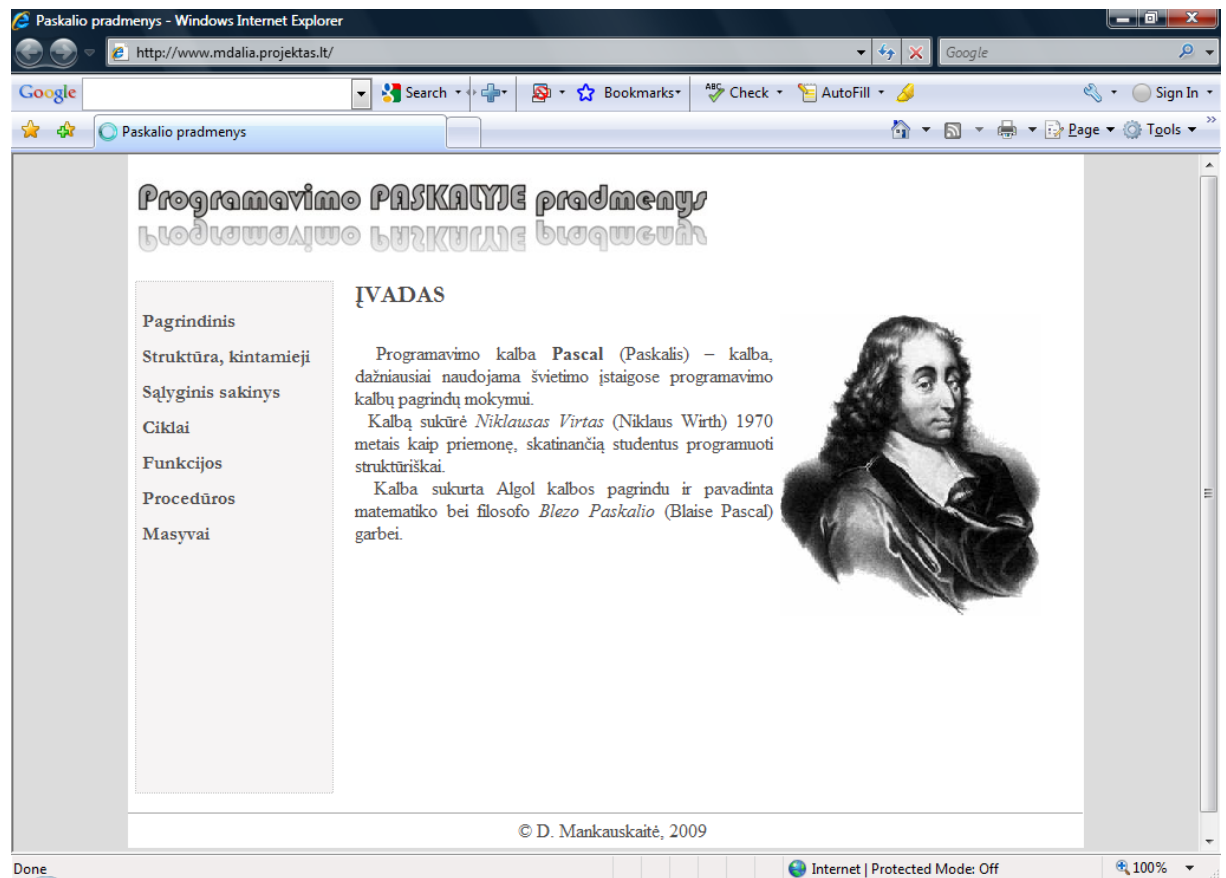 Paskalio pradmenys - Windows Internet Explorer
http://www.mdalia.projektas.lt/
Google
Google Search Bookmarks ABC Check AutoFill Sign In
Paskalio pradmenys Page Tools
Programavimo PASKALYJE pradmenys
ĮVADAS
Pagrindinis
Struktūra, kintamieji
Sąlyginis sakinys
Ciklai
Funkcijos
Procedūros
Masyvai
Programavimo kalba Pascal (Paskalis) – kalba,
dažniausiai naudojama švietimo įstaigose programavimo
kalbų pagrindų mokymui.
Kalbą sukūrė Niklausas Virtas (Niklaus Wirth) 1970
metais kaip priemonę, skatinančią studentus programuoti
struktūriškai.
Kalba sukurta Algol kalbos pagrindu ir pavadinta
matematiko bei filosofo Blezo Paskalio (Blaise Pascal)
garbei.
© D. Mankauskaitė, 2009
Done Internet | Protected Mode: Off 100%